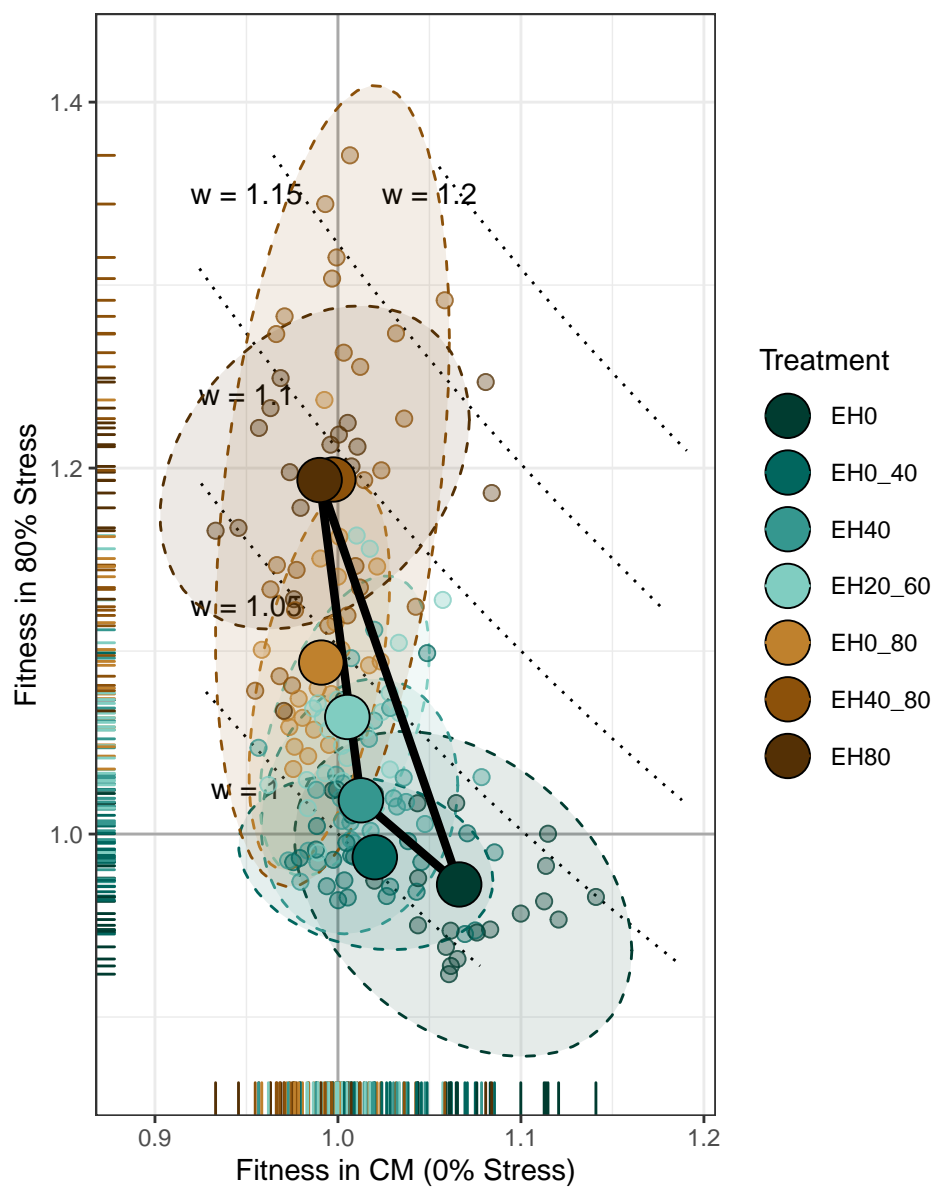 1.4
w = 1.15
w = 1.2
w = 1.1
1.2
w = 1.05
w = 1
1.0
Fitness in 80% Stress
0.9
1.0
1.1
1.2
Fitness in CM (0% Stress)
Treatment
EH0
EH0_40
EH40
EH20_60
EH0_80
EH40_80
EH80